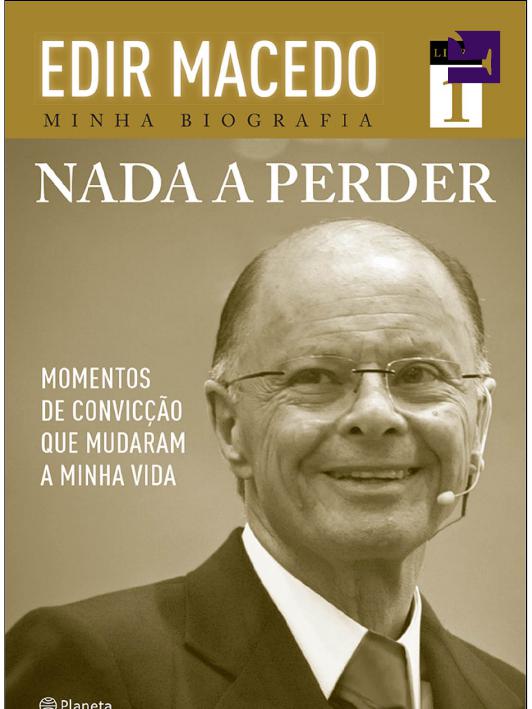 EDIR MACEDO
MINHA BIOGRAFIA
1
NADA A PERDER
MOMENTOS
DE CONVICÇÃO
QUE MUDARAM
A MINHA VIDA
Planeta